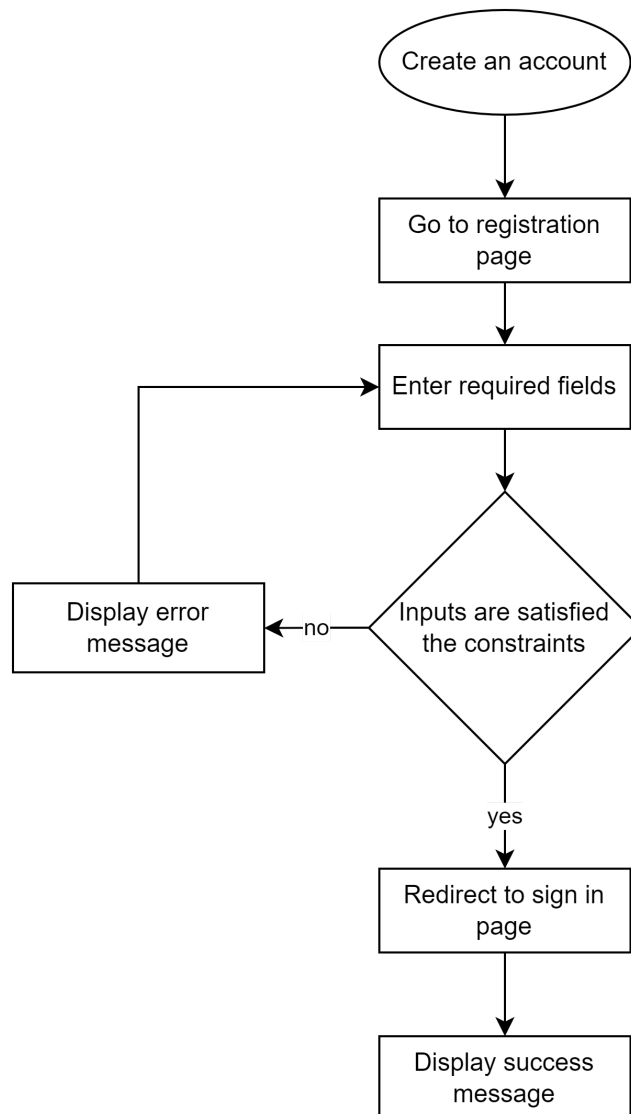 Create an account
Go to registration
page
Enter required fields
Inputs are satisfied
the constraints
Display error
message
no
yes
Redirect to sign in
page
Display success
message